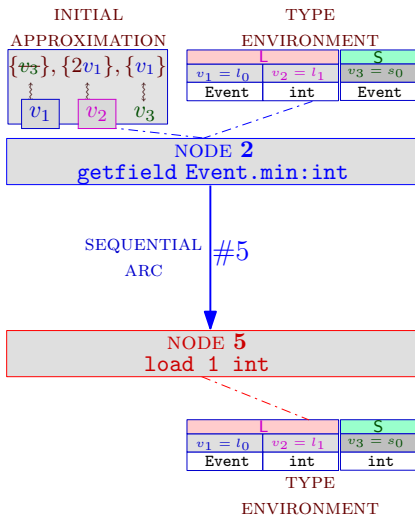 INITIAL
APPROXIMATION
TYPE
ENVIRONMENT
{v₃}, {2v₁}, {v₁}
v₁ v₂ v₃
L S
v₁ = l₀ v₂ = l₁ v₃ = s₀
Event int Event
NODE 2
getfield Event.min:int
SEQUENTIAL
ARC
#5
NODE 5
load 1 int
L S
v₁ = l₀ v₂ = l₁ v₃ = s₀
Event int int
TYPE
ENVIRONMENT